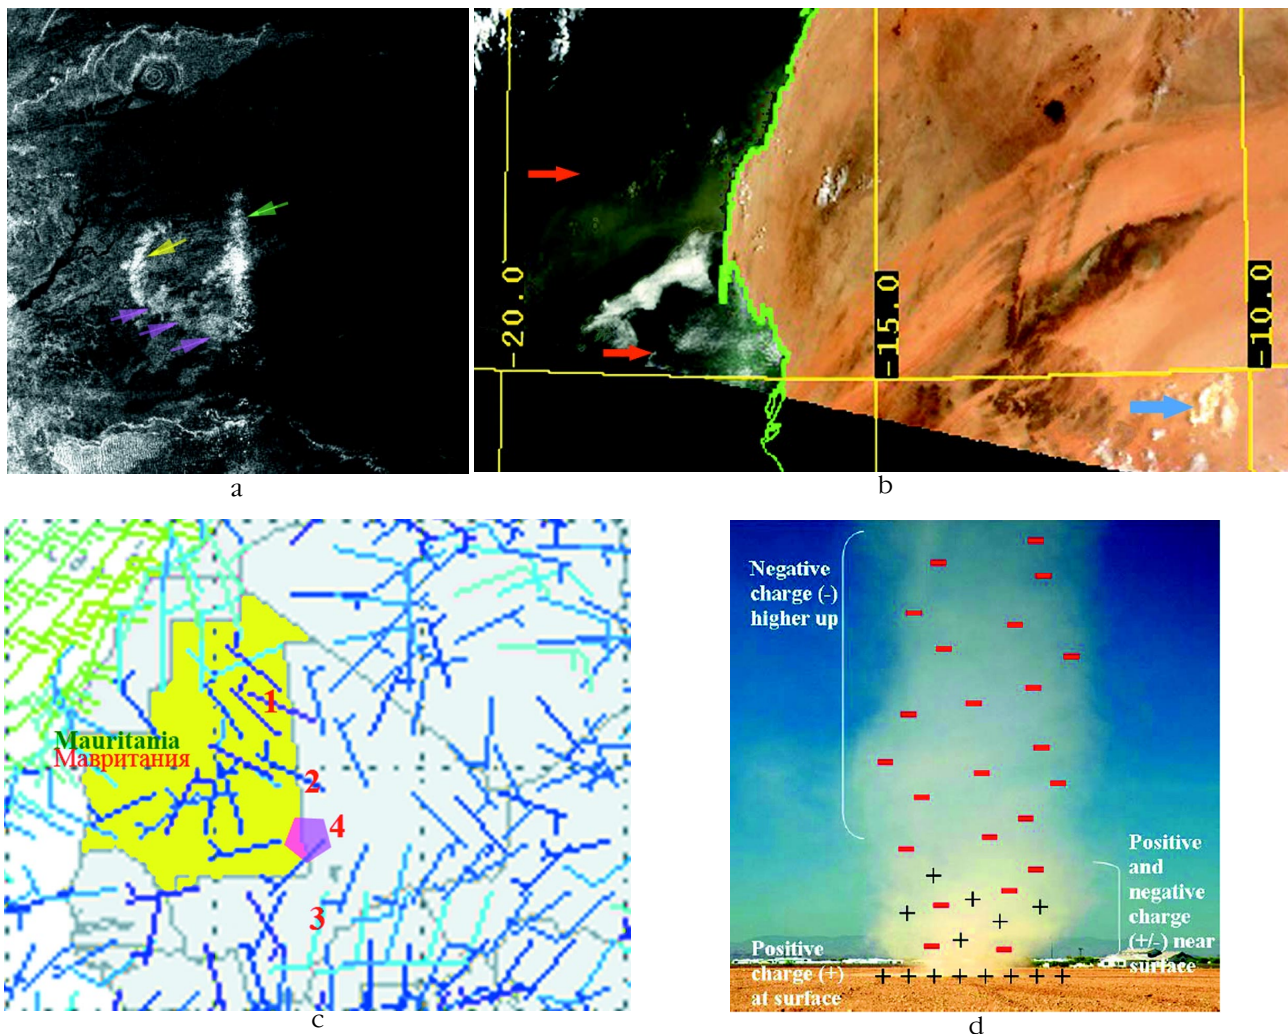 -20.0
-15.0
-10.0
a
b
Mauritania
Мавритания
1
2
4
3
c
Negative
charge (-)
higher up
Positive
and
negative
charge
(+/-) near
surface
Positive
charge (+)
at surface
d